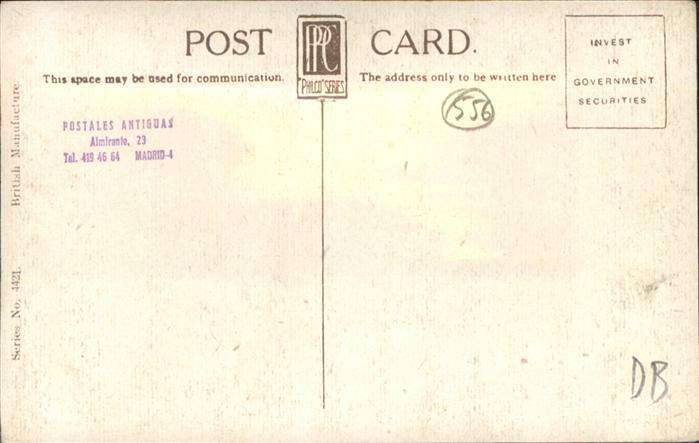 POST CARD.
PPC
"PHILCO" SERIES
This space may be used for communication.
The address only to be written here
INVEST
IN
GOVERNMENT
SECURITIES
556
POSTALES ANTIGUAS
Almirante, 23
Tel. 419 46 64 MADRID-4
Series No. 4421. British Manufacture
DB